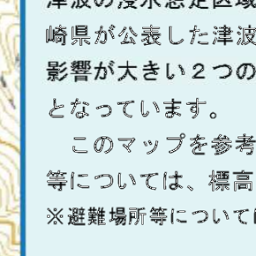 津波の浸水想定区域
崎県が公表した津波
影響が大きい２つの
となっています。
このマップを参考
等については、標高
※避難場所等について